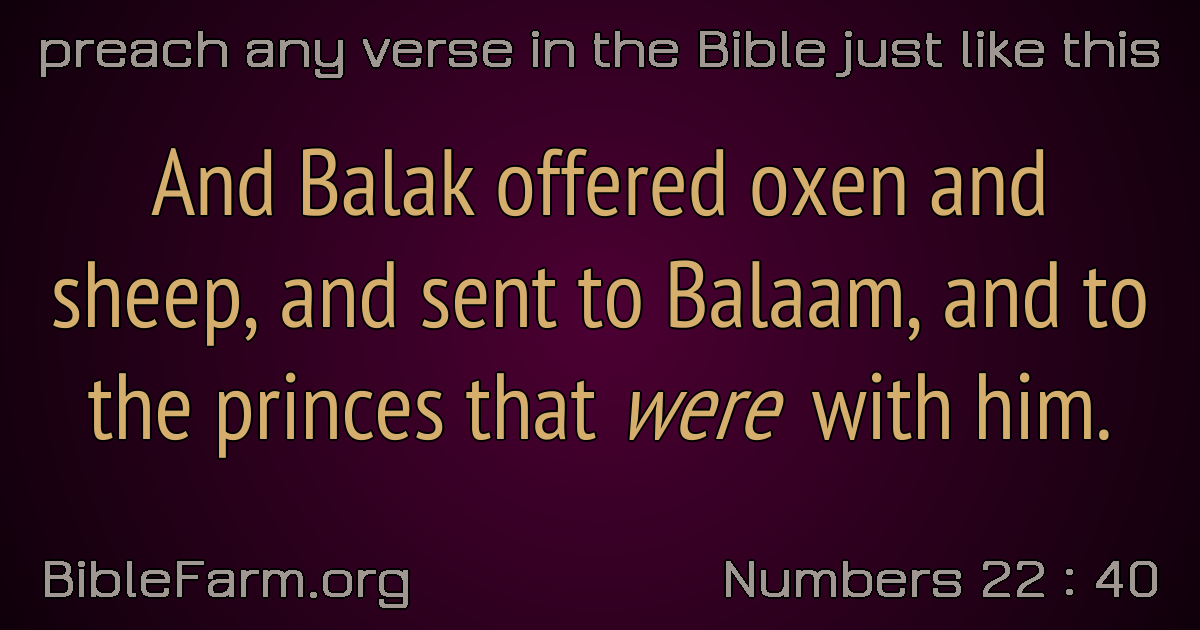 preach any verse in the Bible just like this
And Balak offered oxen and
sheep, and sent to Balaam, and to
the princes that were with him.
BibleFarm.org
Numbers 22 : 40